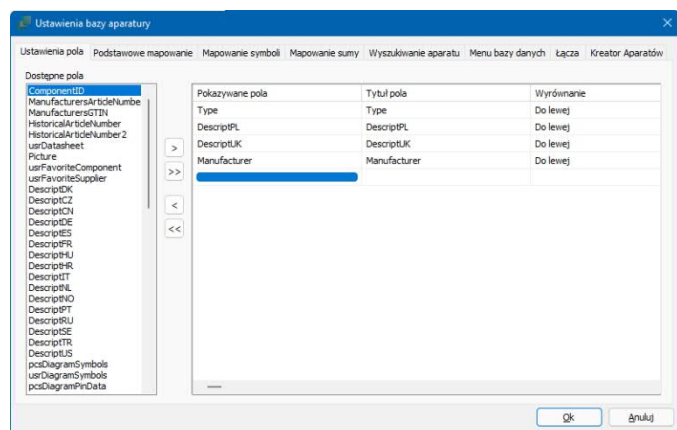 Ustawienia bazy aparatury
Ustawienia pola Podstawowe mapowanie Mapowanie symboli Mapowanie sumy Wyszukiwanie aparatu Menu bazy danych Łącza Kreator Aparatów
Dostępne pola
ComponentID
ManufacturersArticleNumbe
ManufacturersGTIN
HistoricalArticleNumber
HistoricalArticleNumber2
usrDatasheet
Picture
usrFavoriteComponent
usrFavoriteSupplier
DescriptDK
DescriptCZ
DescriptCN
DescriptDE
DescriptES
DescriptFR
DescriptHU
DescriptHR
DescriptIT
DescriptNL
DescriptNO
DescriptPT
DescriptRU
DescriptSE
DescriptTR
DescriptUS
pcsDiagramSymbols
usrDiagramSymbols
pcsDiagramPinData
>
>>
<
<<
Pokazywane pola Tytuł pola Wyrównanie
Type Type Do lewej
DescriptPL DescriptPL Do lewej
DescriptUK DescriptUK Do lewej
Manufacturer Manufacturer Do lewej
Ok Anuluj